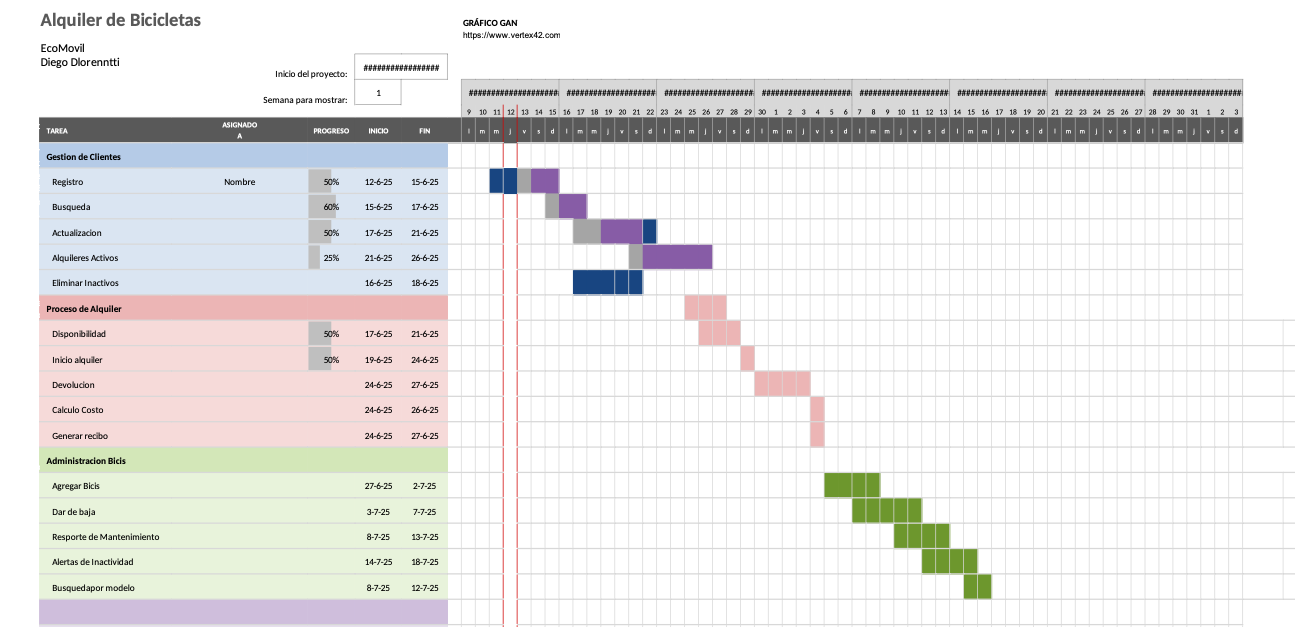 Alquiler de Bicicletas
GRÁFICO GAN
https://www.vertex42.com
EcoMovil
Diego Dlorenntti
Inicio del proyecto: ################
Semana para mostrar: 1
##################### ##################### ##################### ##################### ##################### ##################### ##################### #####################
9 10 11 12 13 14 15 16 17 18 19 20 21 22 23 24 25 26 27 28 29 30 1 2 3 4 5 6 7 8 9 10 11 12 13 14 15 16 17 18 19 20 21 22 23 24 25 26 27 28 29 30 31 1 2 3
TAREA ASIGNADO A PROGRESO INICIO FIN l m m j v s d l m m j v s d l m m j v s d l m m j v s d l m m j v s d l m m j v s d l m m j v s d l m m j v s d
Gestion de Clientes
Registro Nombre 50% 12-6-25 15-6-25
Busqueda 60% 15-6-25 17-6-25
Actualizacion 50% 17-6-25 21-6-25
Alquileres Activos 25% 21-6-25 26-6-25
Eliminar Inactivos 16-6-25 18-6-25
Proceso de Alquiler
Disponibilidad 50% 17-6-25 21-6-25
Inicio alquiler 50% 19-6-25 24-6-25
Devolucion 24-6-25 27-6-25
Calculo Costo 24-6-25 26-6-25
Generar recibo 24-6-25 27-6-25
Administracion Bicis
Agregar Bicis 27-6-25 2-7-25
Dar de baja 3-7-25 7-7-25
Resporte de Mantenimiento 8-7-25 13-7-25
Alertas de Inactividad 14-7-25 18-7-25
Busquedapor modelo 8-7-25 12-7-25